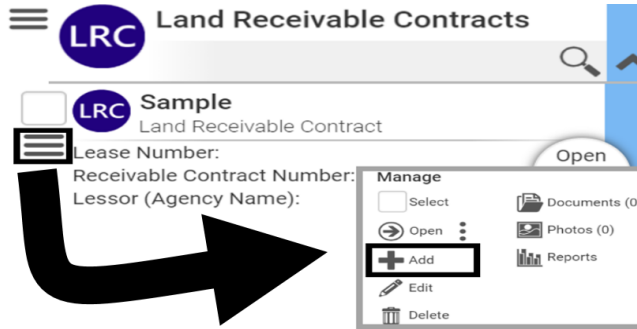 LRC Land Receivable Contracts
LRC Sample
Land Receivable Contract
Lease Number:
Open
Receivable Contract Number:
Lessor (Agency Name):
Manage
Select Documents (0
Open Photos (0)
Add Reports
Edit
Delete